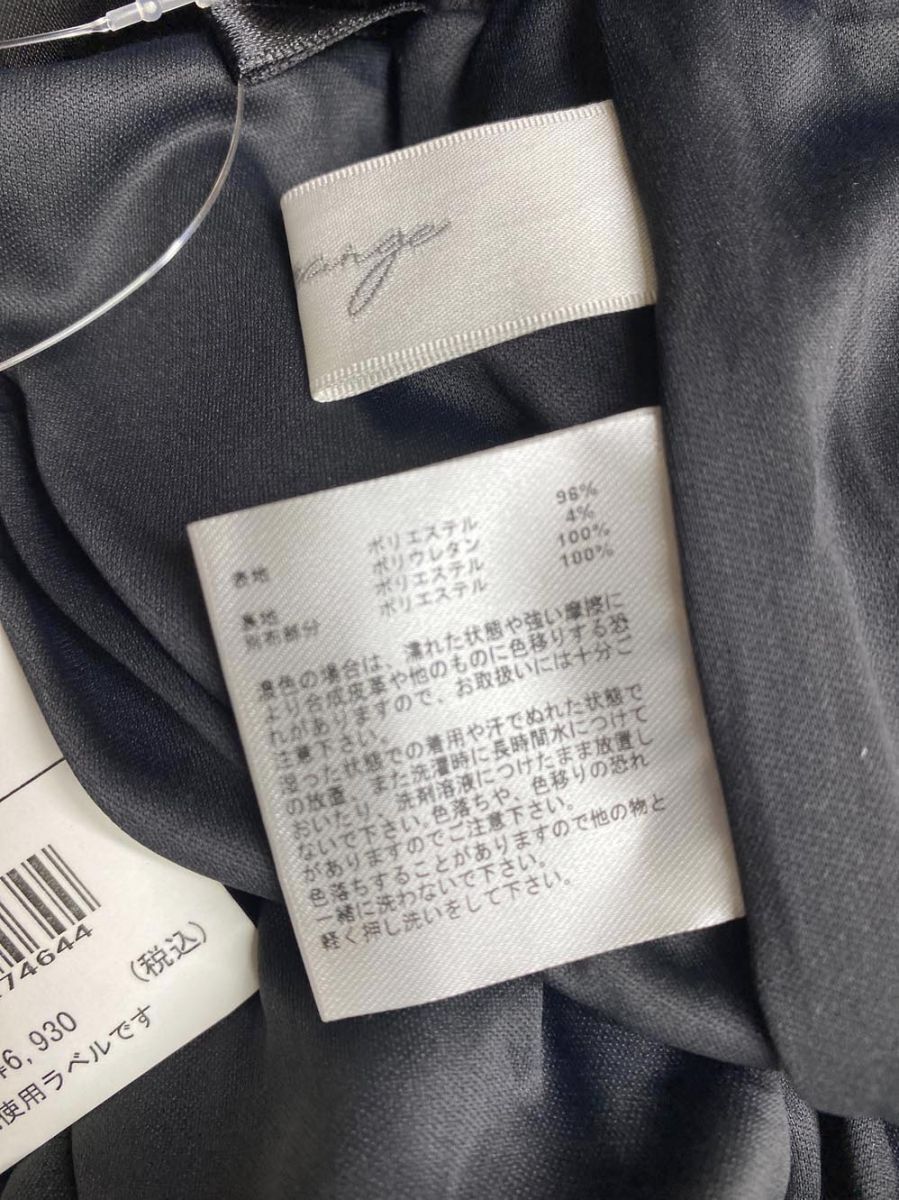 表地 ポリエステル 96%
ポリウレタン 4%
裏地 ポリエステル 100%
別布部分 ポリエステル 100%
濃色の場合は、濡れた状態や強い摩擦に
より合成皮革や他のものに色移りする恐
れがありますので、お取扱いには十分ご
注意下さい。
湿った状態での着用や汗でぬれた状態で
の放置、また洗濯時に長時間水につけて
おいたり、洗剤溶液につけたまま放置し
ないで下さい。色落ちや、色移りの恐れ
がありますのでご注意下さい。
色落ちすることがありますので他の物と
一緒に洗わないで下さい。
軽く押し洗いをして下さい。
74644
¥6,930 (税込)
使用ラベルです